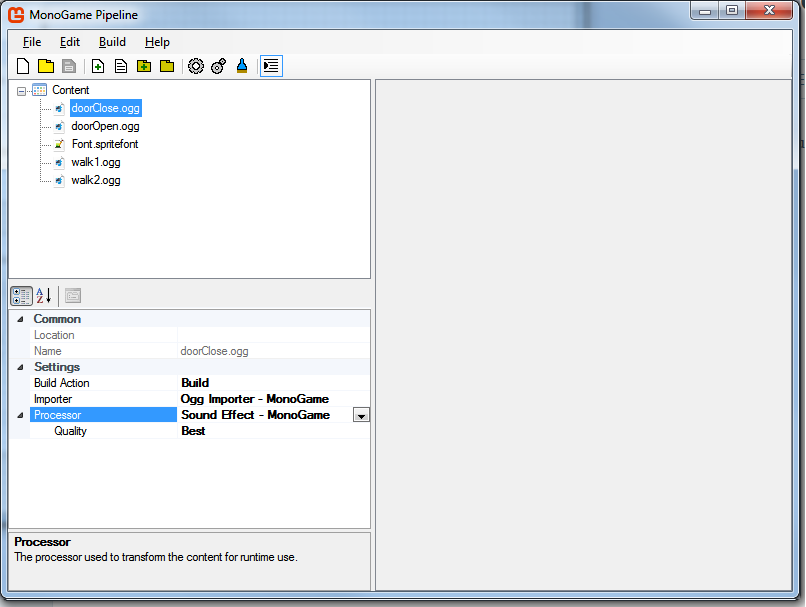 MonoGame Pipeline
File Edit Build Help
Content
doorClose.ogg
doorOpen.ogg
Font.spritefont
walk1.ogg
walk2.ogg
Common
Location
Name doorClose.ogg
Settings
Build Action Build
Importer Ogg Importer - MonoGame
Processor Sound Effect - MonoGame
Quality Best
Processor
The processor used to transform the content for runtime use.